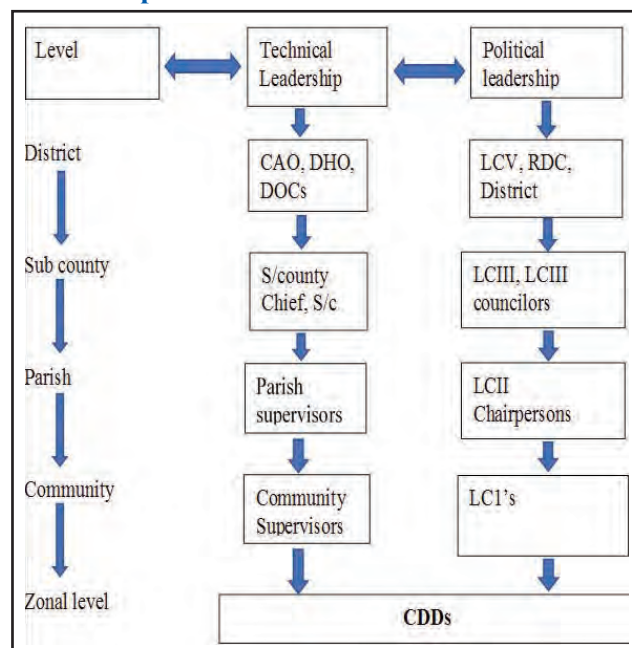 Level
Technical
Leadership
Political
leadership
District
CAO, DHO,
DOCs
LCV, RDC,
District
Sub county
S/county
Chief, S/c
LCIII, LCIII
councilors
Parish
Parish
supervisors
LCII
Chairpersons
Community
Community
Supervisors
LC1's
Zonal level
CDDs